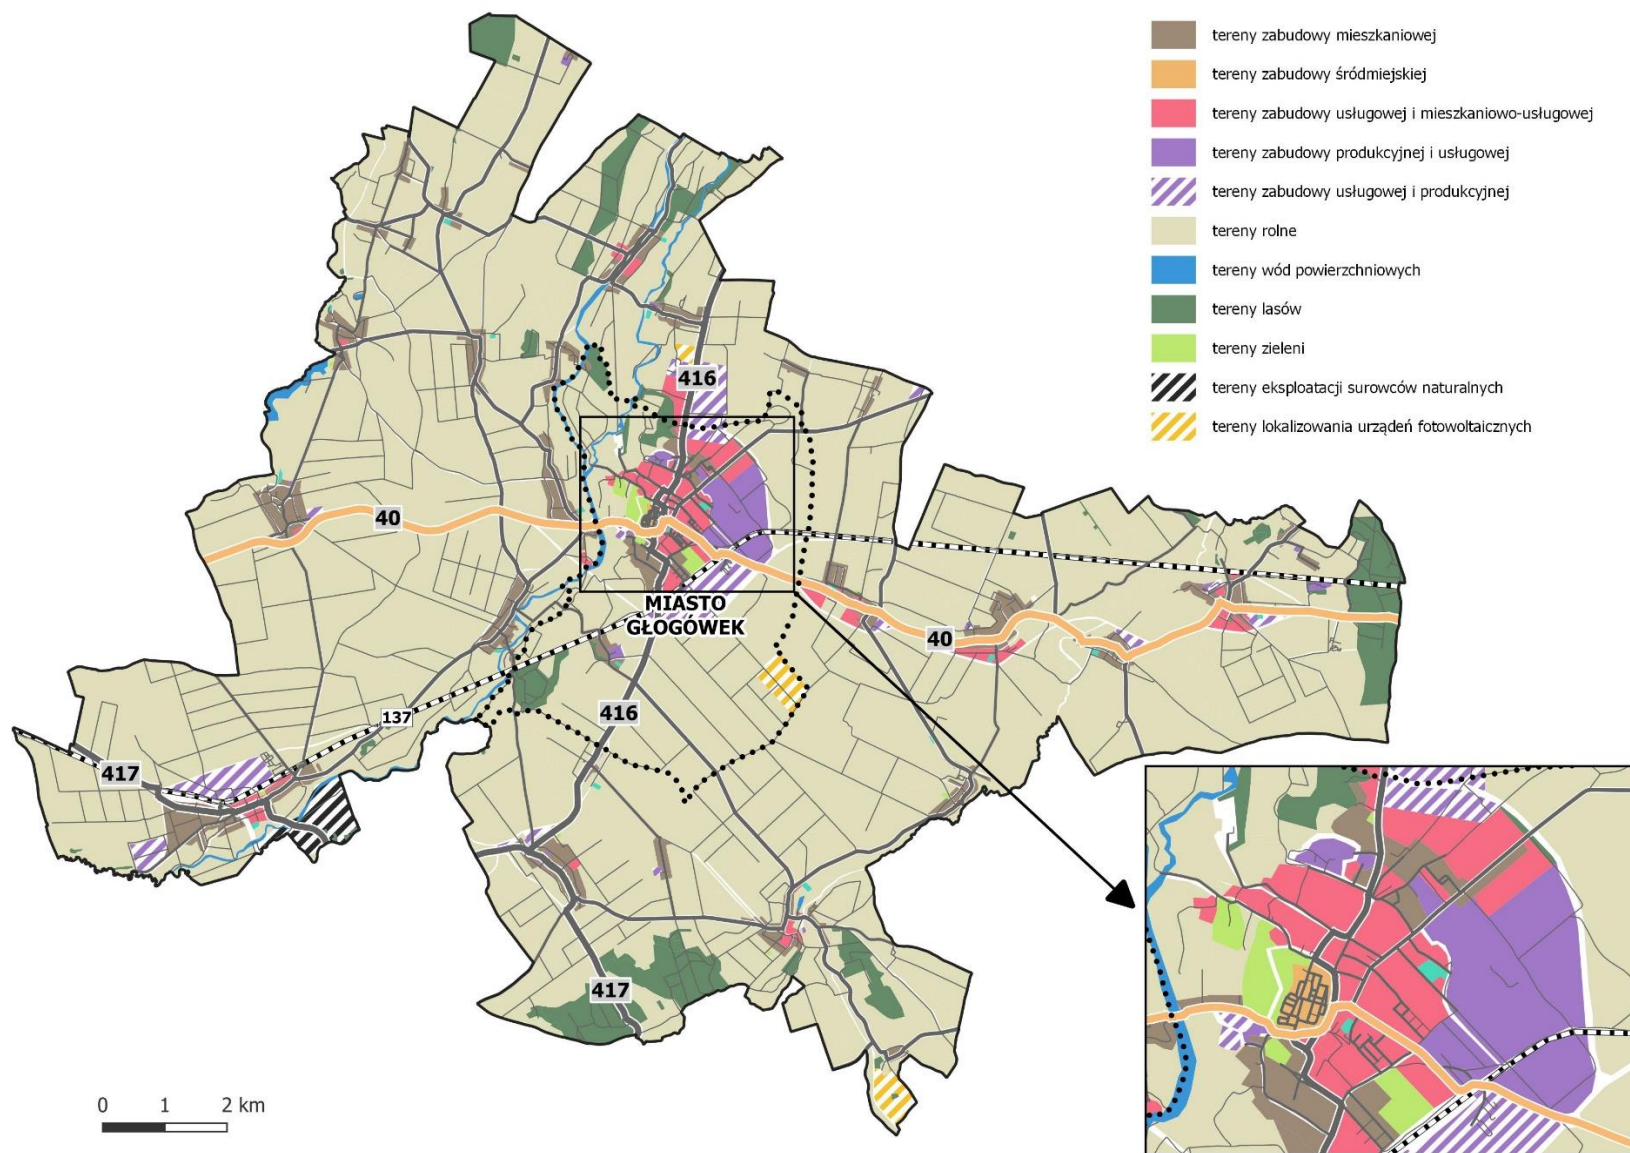 tereny zabudowy mieszkaniowej
tereny zabudowy śródmiejskiej
tereny zabudowy usługowej i mieszkaniowo-usługowej
tereny zabudowy produkcyjnej i usługowej
tereny zabudowy usługowej i produkcyjnej
tereny rolne
tereny wód powierzchniowych
tereny lasów
tereny zieleni
tereny eksploatacji surowców naturalnych
tereny lokalizowania urządzeń fotowoltaicznych
416
40
MIASTO
GŁOGÓWEK
40
137
416
417
417
0 1 2 km